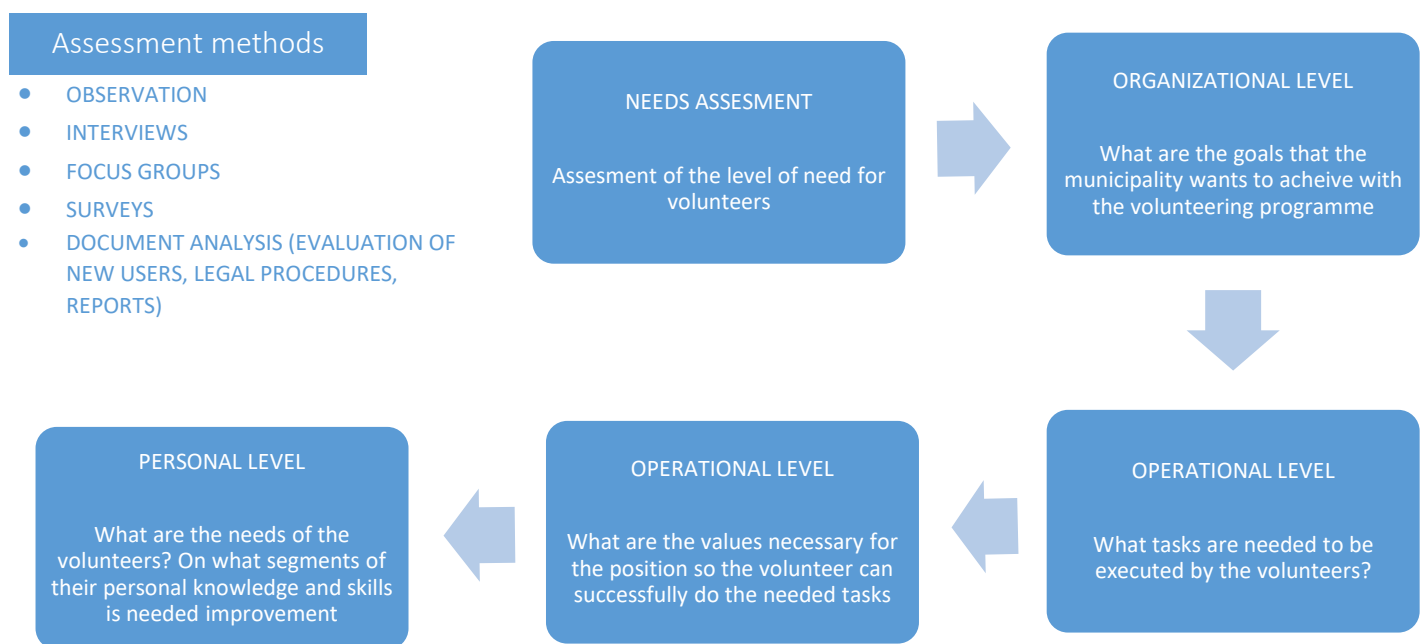 Assessment methods
OBSERVATION
INTERVIEWS
FOCUS GROUPS
SURVEYS
DOCUMENT ANALYSIS (EVALUATION OF
NEW USERS, LEGAL PROCEDURES,
REPORTS)
NEEDS ASSESMENT
Assesment of the level of need for
volunteers
ORGANIZATIONAL LEVEL
What are the goals that the
municipality wants to acheive with
the volunteering programme
OPERATIONAL LEVEL
What tasks are needed to be
executed by the volunteers?
OPERATIONAL LEVEL
What are the values necessary for
the position so the volunteer can
successfully do the needed tasks
PERSONAL LEVEL
What are the needs of the
volunteers? On what segments of
their personal knowledge and skills
is needed improvement